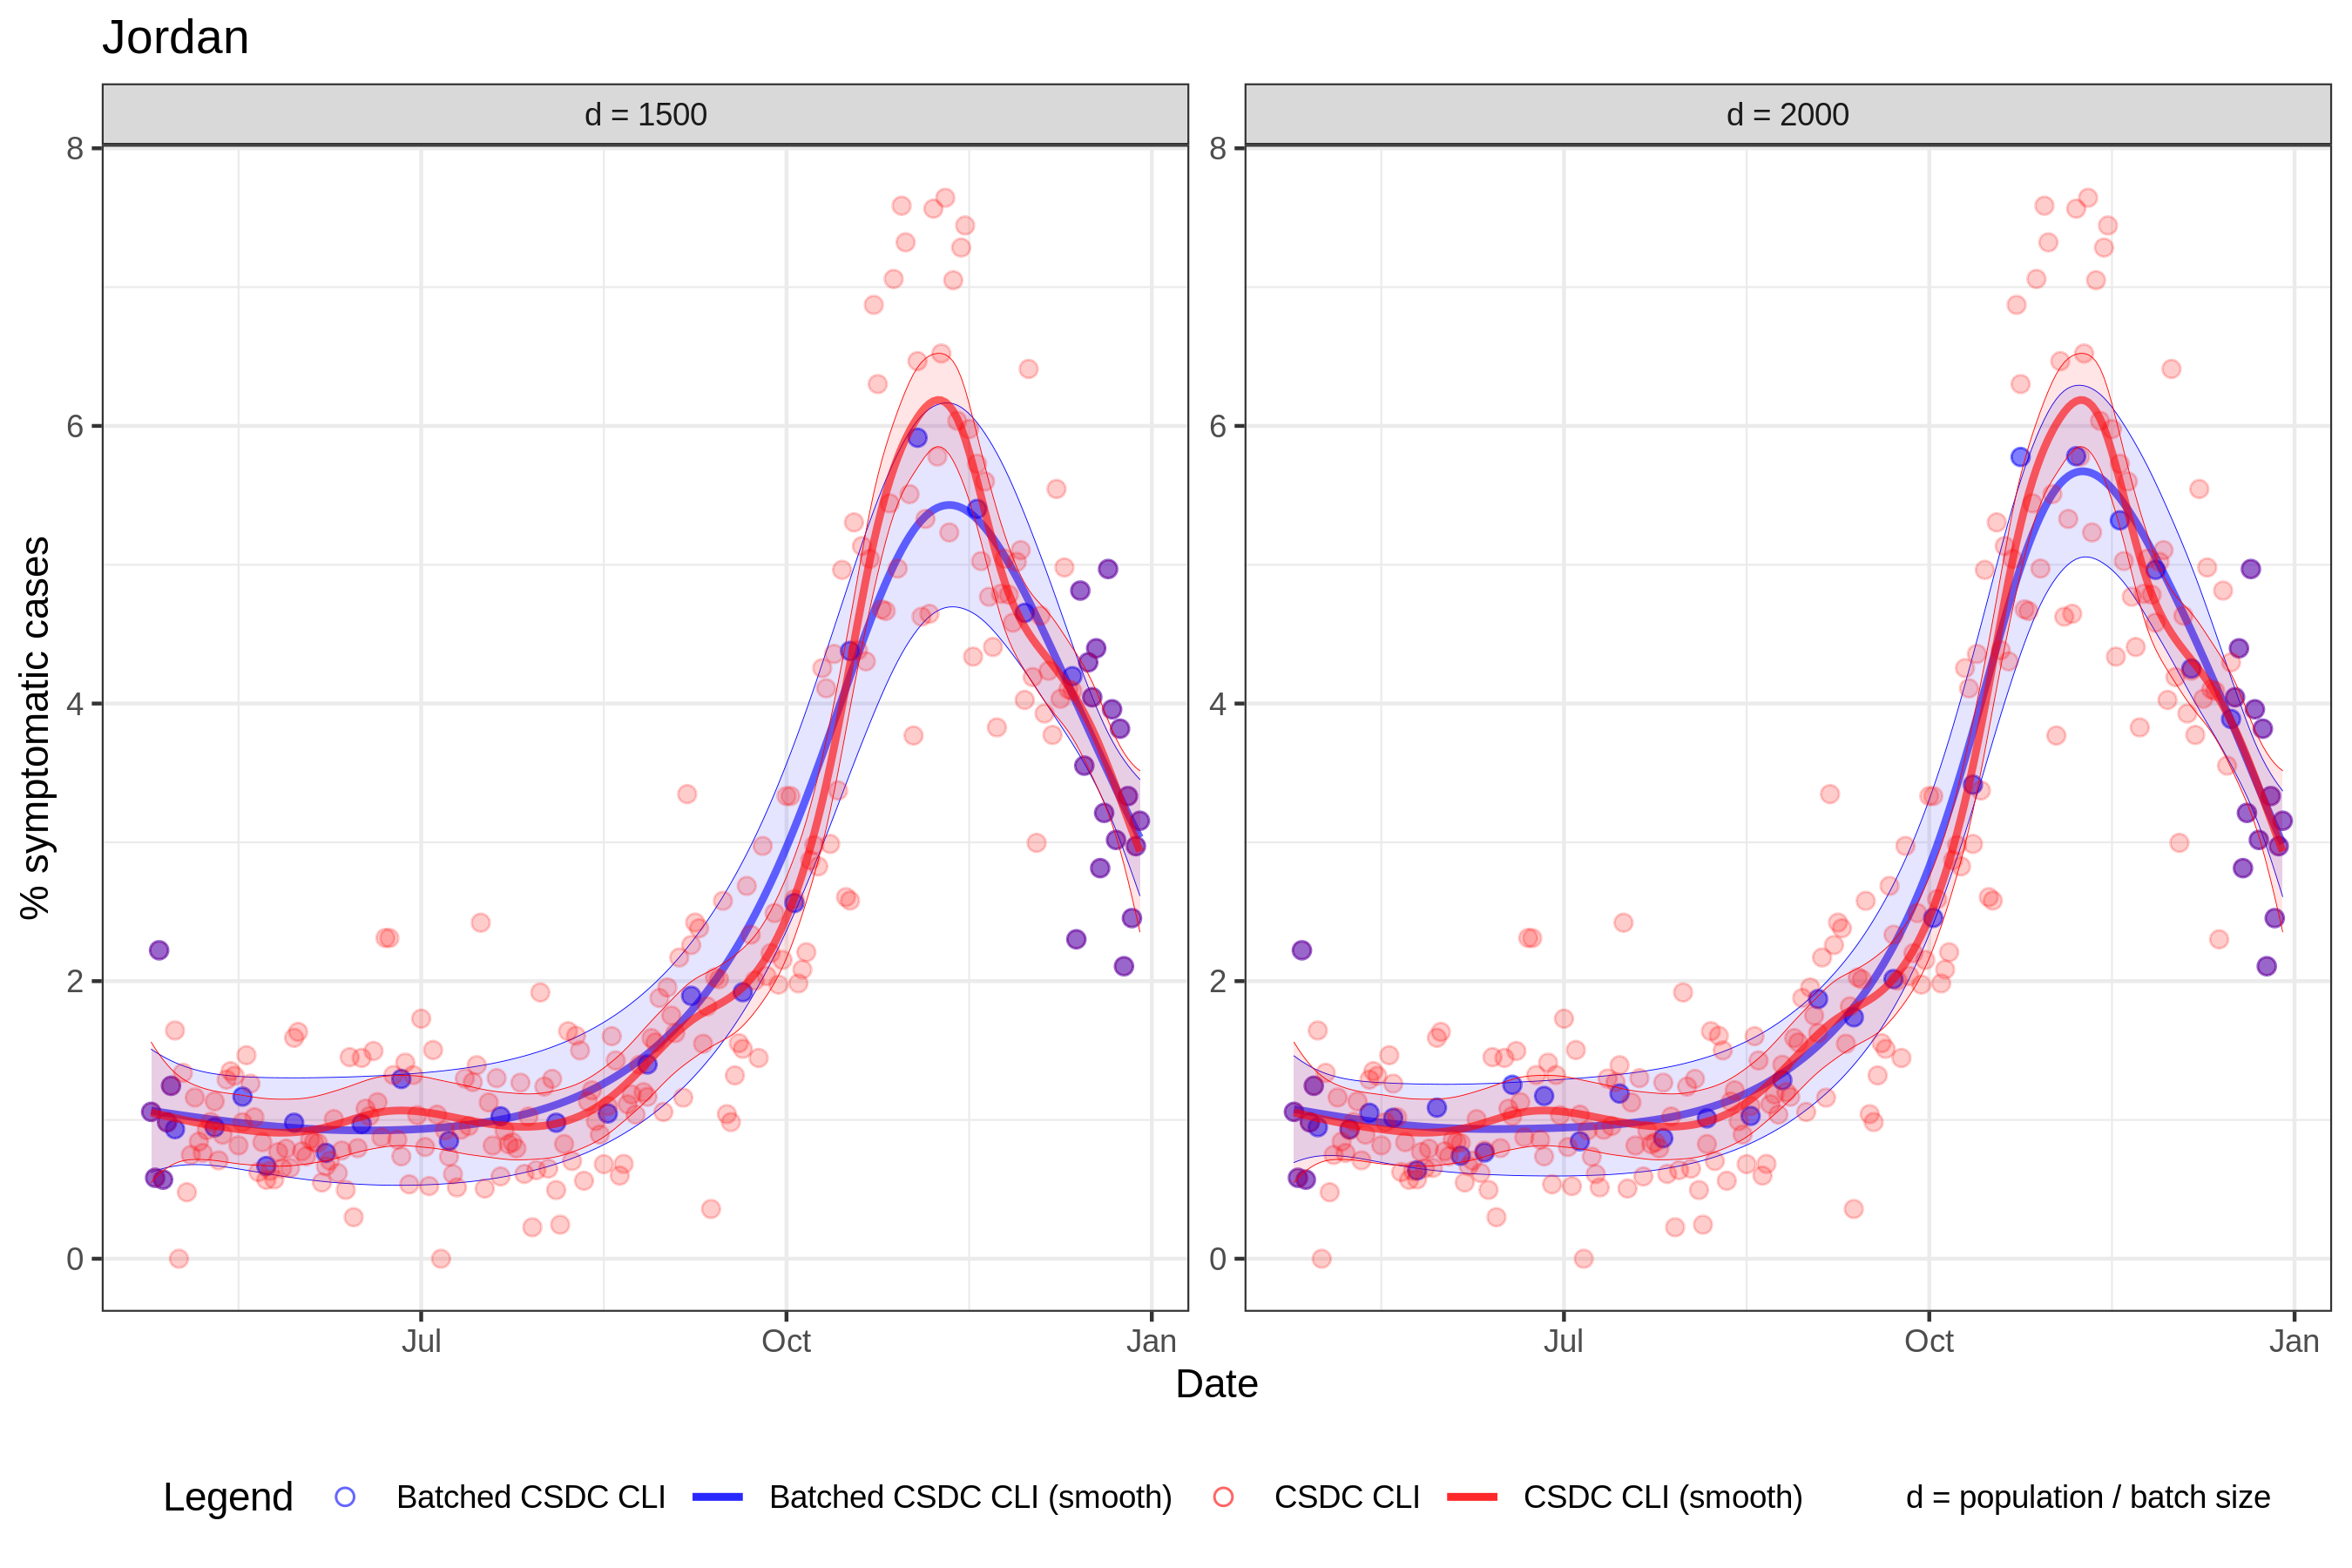 Jordan
d = 1500
d = 2000
% symptomatic cases
8
6
4
2
0
8
6
4
2
0
Jul
Oct
Jan
Jul
Oct
Jan
Date
Legend
Batched CSDC CLI
Batched CSDC CLI (smooth)
CSDC CLI
CSDC CLI (smooth)
d = population / batch size